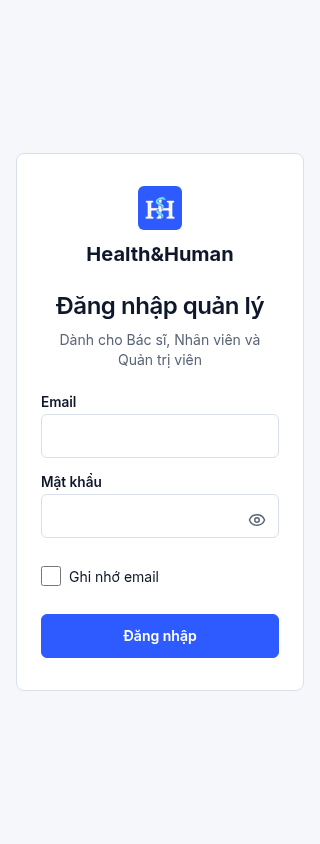 HH
Health&Human
Đăng nhập quản lý
Dành cho Bác sĩ, Nhân viên và
Quản trị viên
Email
Mật khẩu
Ghi nhớ email
Đăng nhập